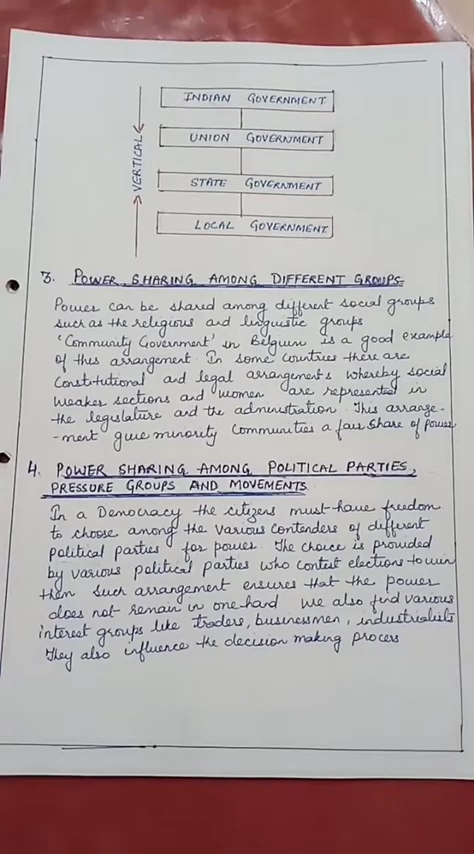 INDIAN GOVERNMENT
UNION GOVERNMENT
STATE GOVERNMENT
LOCAL GOVERNMENT
VERTICAL
3. POWER SHARING AMONG DIFFERENT GROUPS
Power can be shared among different social groups
such as the religious and linguistic groups
'Community Government' in Belgium is a good example
of this arrangement. In some countries there are
Constitutional and legal arrangements whereby social
weaker sections and women are represented in
the legislature and the administration. This arrange-
-ment give minority Communities a fair share of power
4. POWER SHARING AMONG POLITICAL PARTIES,
PRESSURE GROUPS AND MOVEMENTS
In a Democracy the citizens must have freedom
to choose among the various contenders of different
political parties for power. The choice is provided
by various political parties who contest elections to win
them Such arrangement ensures that the power
does not remain in one hand We also find various
interest groups like traders, businessmen, industrialists
They also influence the decision making process